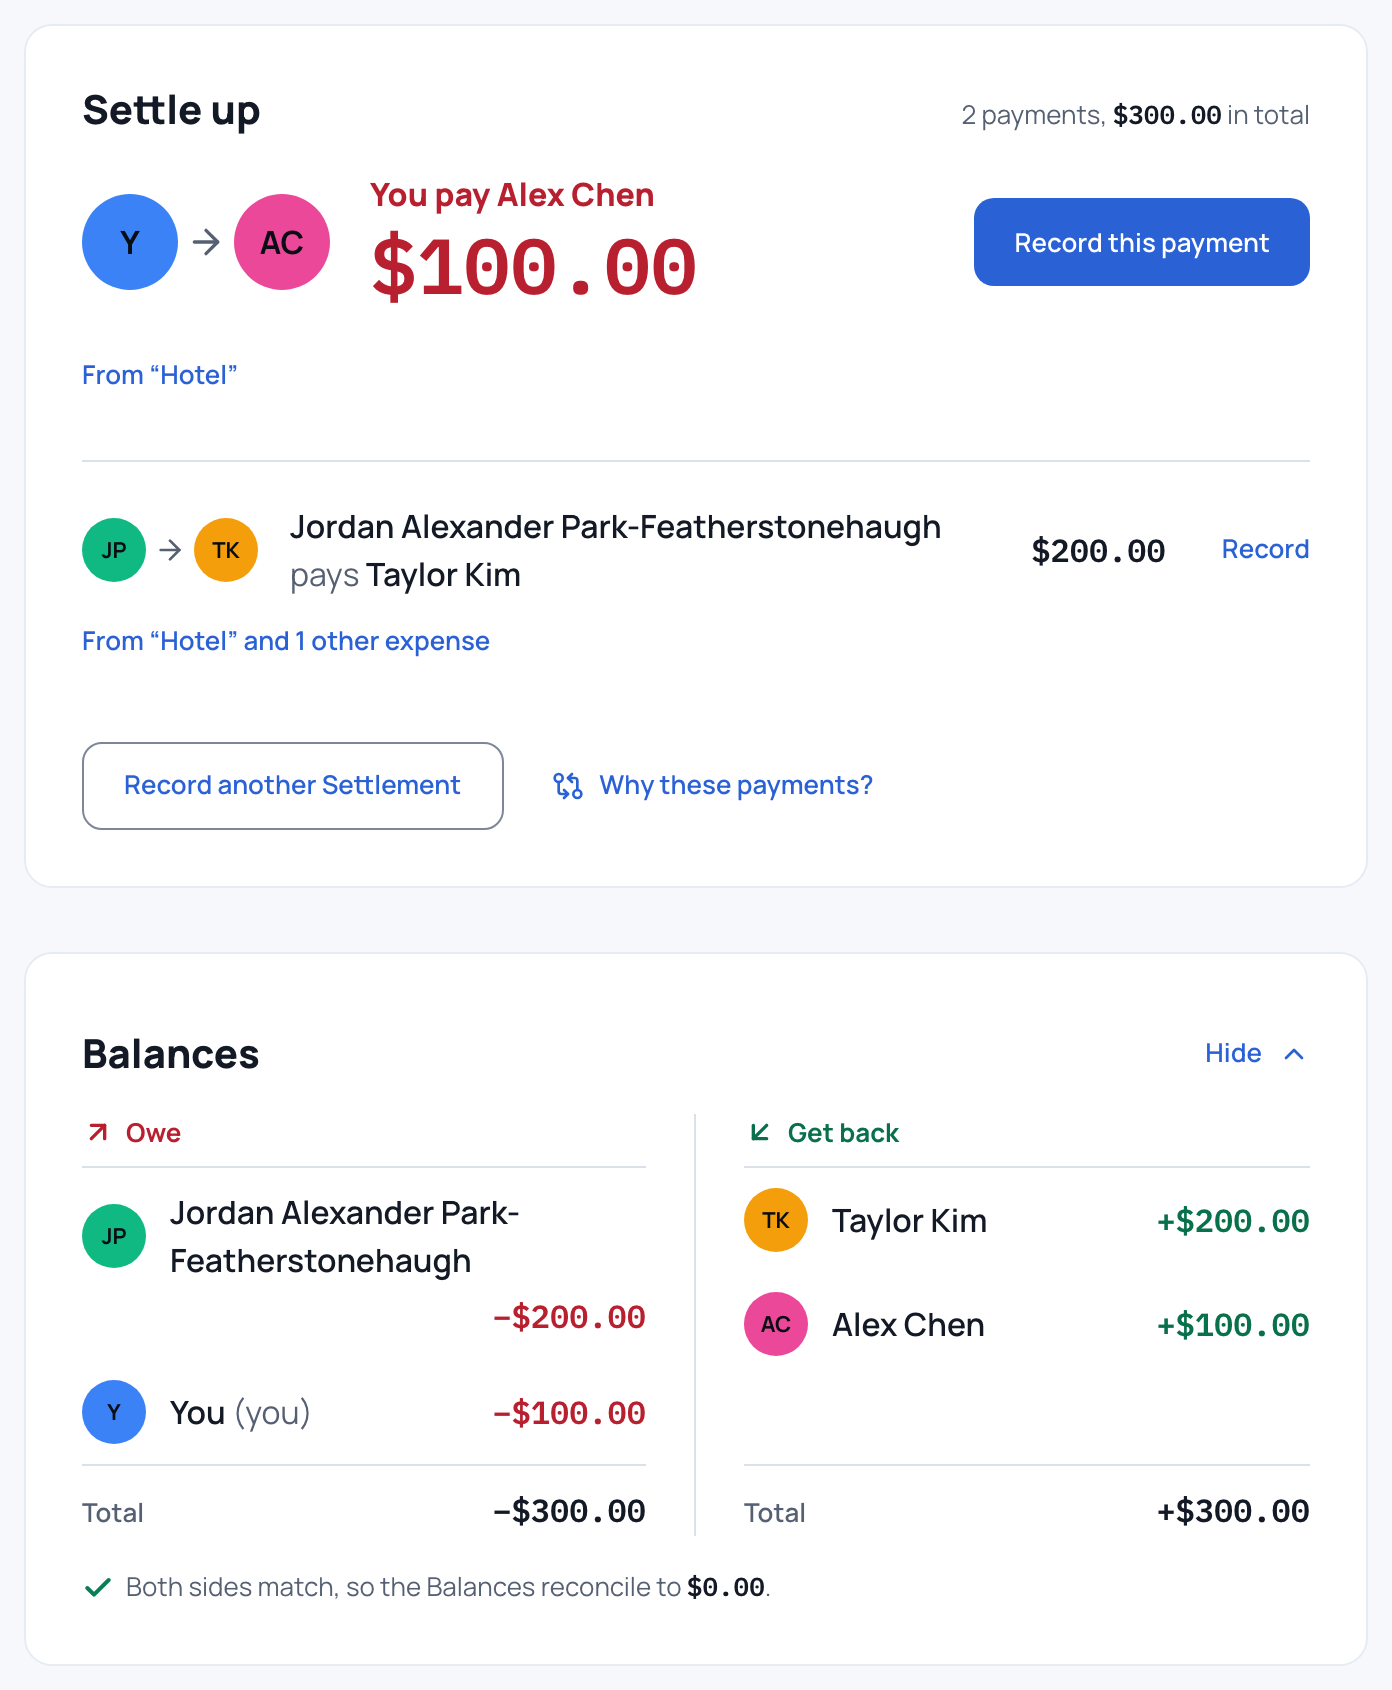 Settle up
2 payments, $300.00 in total
Y
AC
You pay Alex Chen
$100.00
Record this payment
From “Hotel”
JP
TK
Jordan Alexander Park-Featherstonehaugh
pays Taylor Kim
$200.00
Record
From “Hotel” and 1 other expense
Record another Settlement
Why these payments?
Balances
Hide
Owe
JP
Jordan Alexander Park-
Featherstonehaugh
−$200.00
Y
You (you)
−$100.00
Total
−$300.00
Get back
TK
Taylor Kim
+$200.00
AC
Alex Chen
+$100.00
Total
+$300.00
Both sides match, so the Balances reconcile to $0.00.